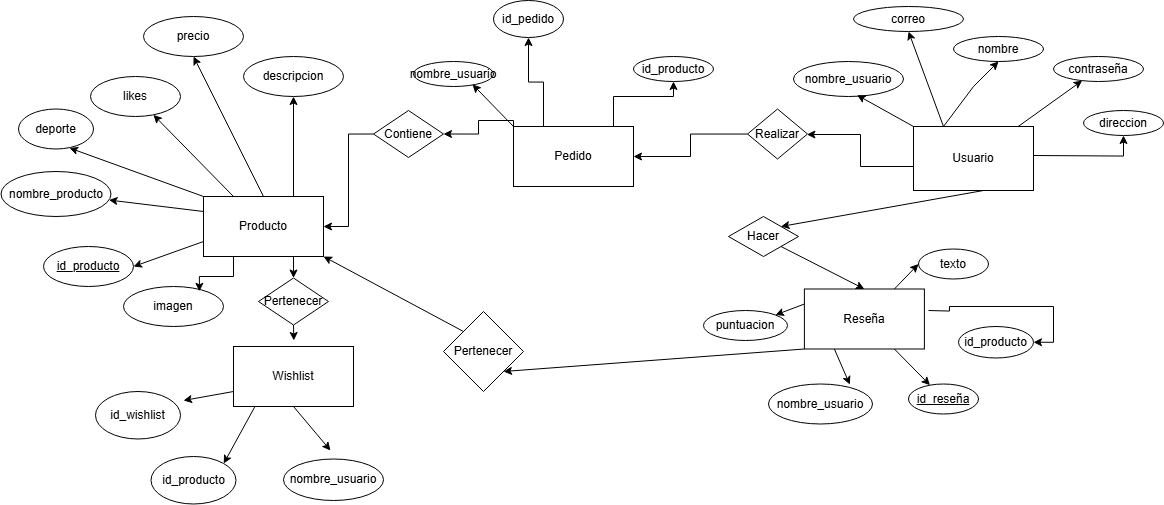 id_pedido
correo
precio
nombre
descripcion
nombre_usuario
id_producto
nombre_usuario
contraseña
likes
deporte
Contiene
Realizar
direccion
Pedido
Usuario
nombre_producto
Producto
Hacer
id_producto
texto
imagen
Pertenecer
puntuacion
Reseña
id_producto
Pertenecer
Wishlist
nombre_usuario
id_reseña
id_wishlist
id_producto
nombre_usuario